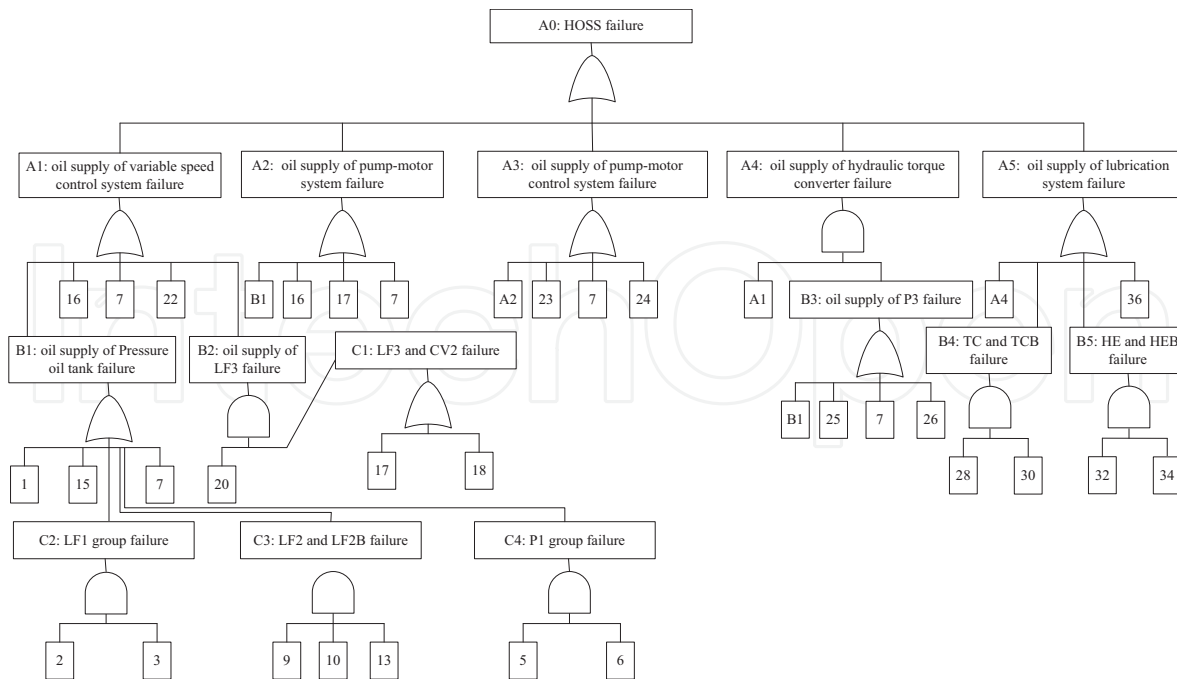 A0: HOSS failure
A1: oil supply of variable speed
control system failure
A2: oil supply of pump-motor
system failure
A3: oil supply of pump-motor
control system failure
A4: oil supply of hydraulic torque
converter failure
A5: oil supply of lubrication
system failure
16
7
22
B1
16
17
7
A2
23
7
24
A1
B3: oil supply of P3 failure
A4
36
B1: oil supply of Pressure
oil tank failure
B2: oil supply of
LF3 failure
C1: LF3 and CV2 failure
B4: TC and TCB
failure
B5: HE and HEB
failure
B1
25
7
26
1
15
7
20
17
18
28
30
32
34
C2: LF1 group failure
C3: LF2 and LF2B failure
C4: P1 group failure
2
3
9
10
13
5
6
IntechOpen